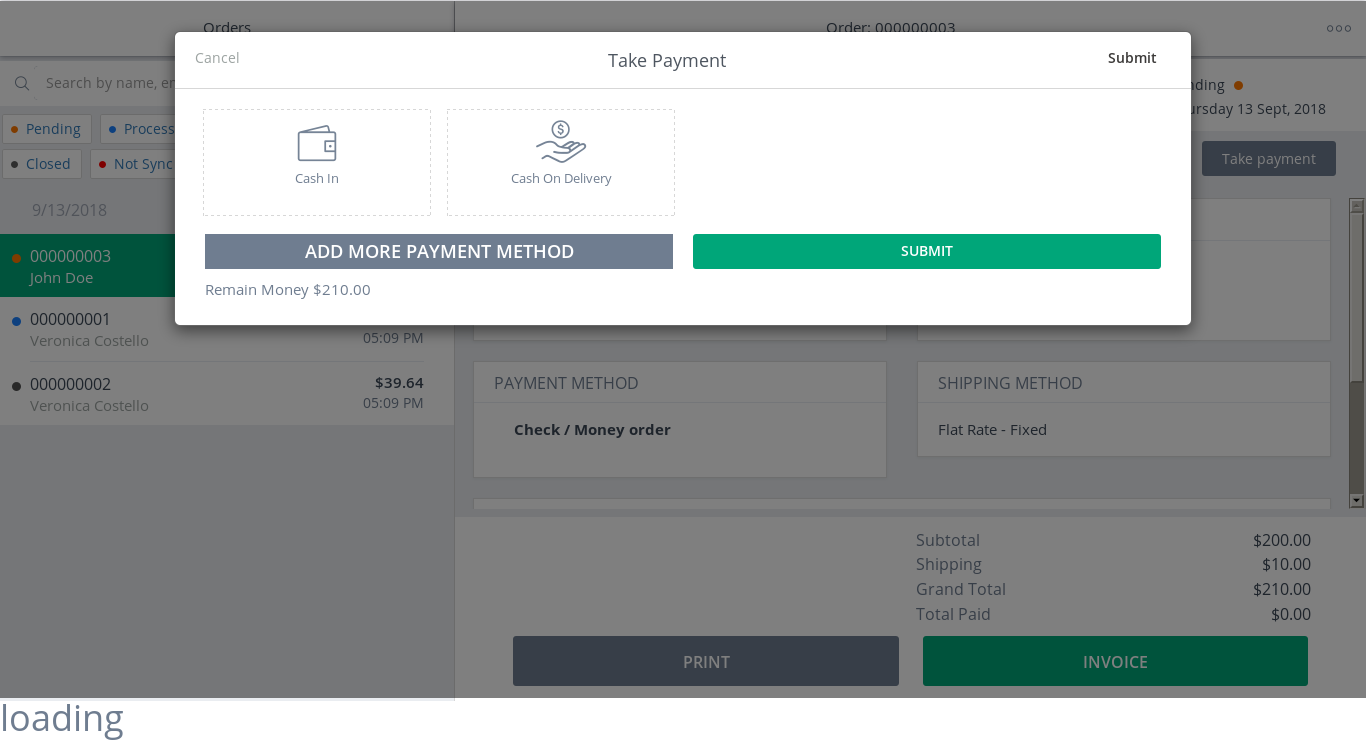 Orders
Order: 000000003
Cancel
Take Payment
Submit
Search by name, em
ding
ursday 13 Sept, 2018
Pending
Process
Closed
Not Sync
Take payment
Cash In
Cash On Delivery
ADD MORE PAYMENT METHOD
SUBMIT
Remain Money $210.00
9/13/2018
000000003
John Doe
000000001
Veronica Costello
05:09 PM
000000002
$39.64
Veronica Costello
05:09 PM
PAYMENT METHOD
SHIPPING METHOD
Check / Money order
Flat Rate - Fixed
Subtotal $200.00
Shipping $10.00
Grand Total $210.00
Total Paid $0.00
PRINT
INVOICE
loading